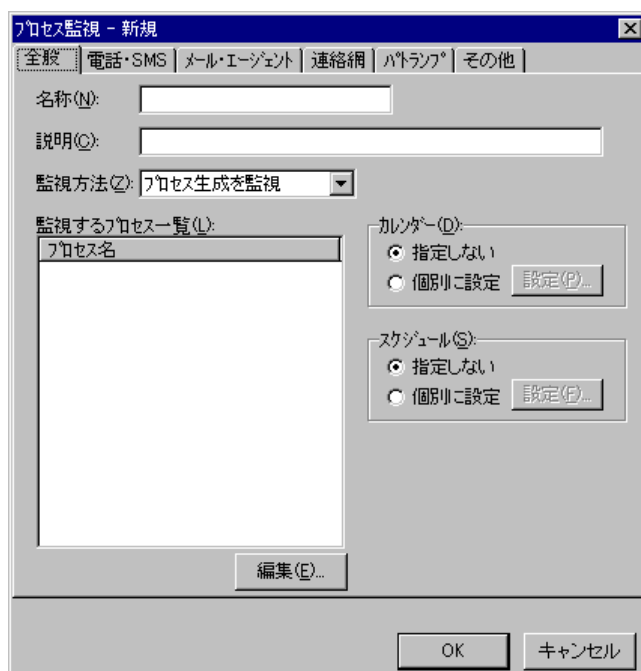 ﾌﾟﾛｾｽ監視 - 新規
全般 電話・SMS ﾒｰﾙ・ｴｰｼﾞｪﾝﾄ 連絡網 ﾊﾟﾄﾗﾝﾌﾟ その他
名称(N):
説明(C):
監視方法(Z): ﾌﾟﾛｾｽ生成を監視
監視するﾌﾟﾛｾｽ一覧(L):
ﾌﾟﾛｾｽ名
編集(E)...
ｶﾚﾝﾀﾞｰ(D):
指定しない
個別に設定 設定(P)...
ｽｹｼﾞｭｰﾙ(S):
指定しない
個別に設定 設定(F)...
OK キャンセル